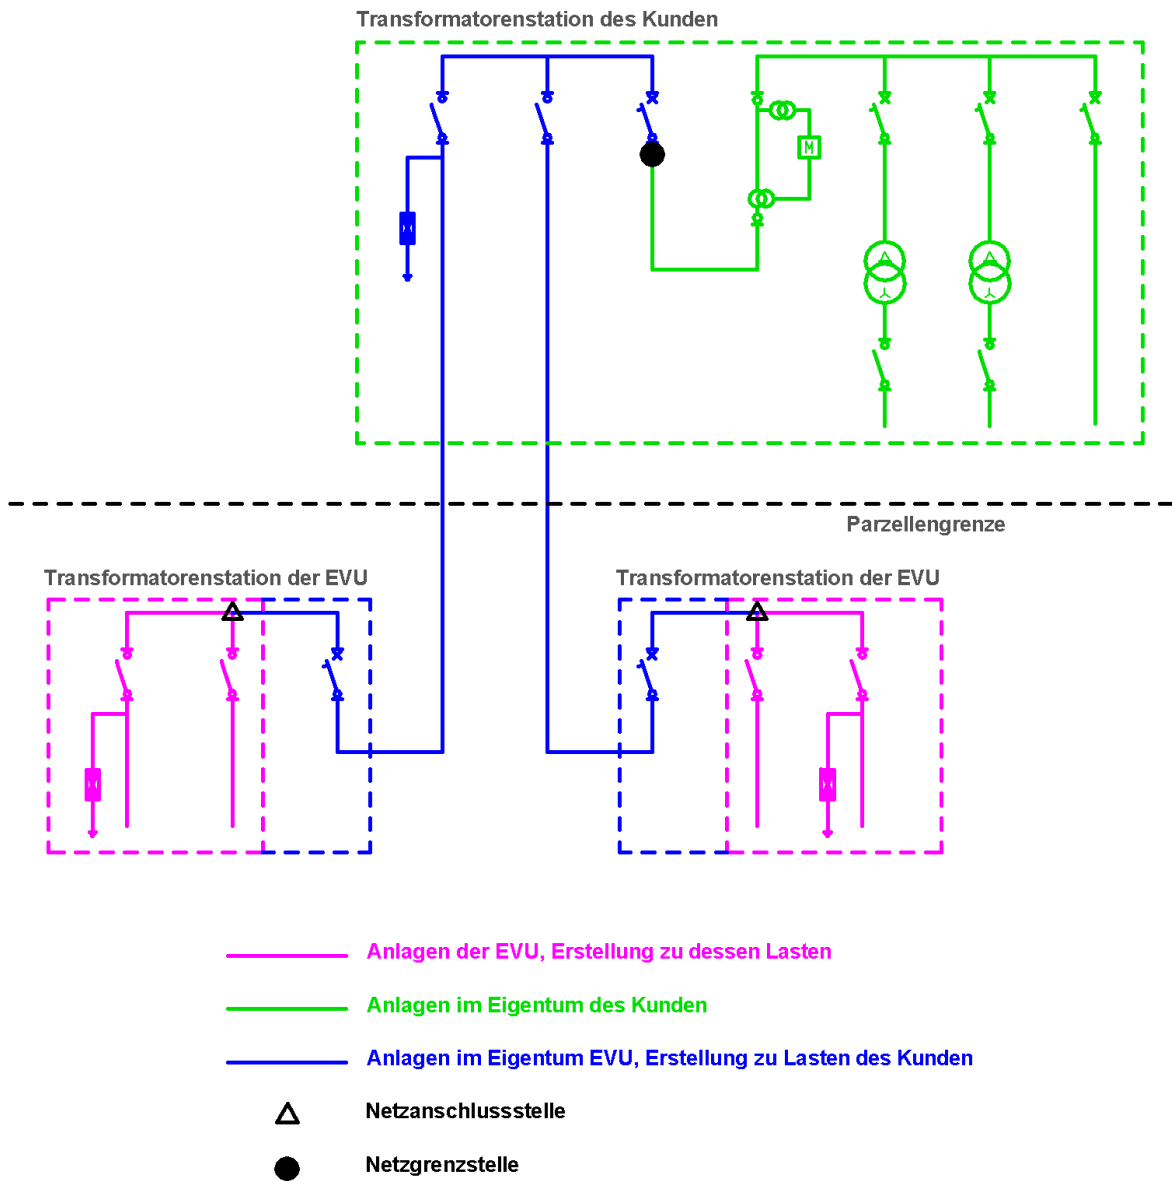 Transformatorenstation des Kunden
M
Parzellengrenze
Transformatorenstation der EVU
Transformatorenstation der EVU
Anlagen der EVU, Erstellung zu dessen Lasten
Anlagen im Eigentum des Kunden
Anlagen im Eigentum EVU, Erstellung zu Lasten des Kunden
Netzanschlussstelle
Netzgrenzstelle